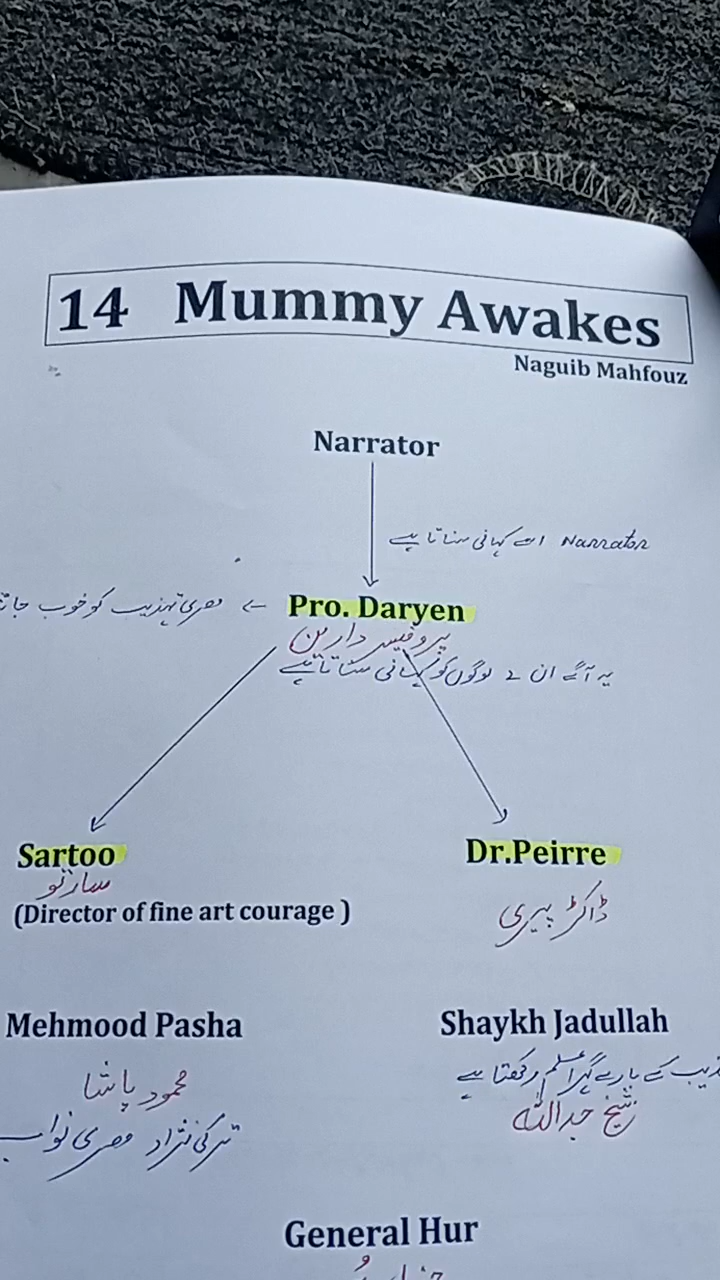 14 Mummy Awakes
Naguib Mahfouz
Narrator
Narrator اسے کہانی سناتا ہے
Pro. Daryen
← مصری تہذیب کو خوب
پروفیسر دارین
یہ آگے ان 2 لوگوں کو کہانی سناتا ہے
Sartoo
Dr.Peirre
سارتو
ڈاکڑ پیری
(Director of fine art courage )
Mehmood Pasha
Shaykh Jadullah
محمود پاشا
کے بارے گہرا علم رکھتا ہے
شیخ جداللہ
ترکی نژاد مصری نواب
General Hur